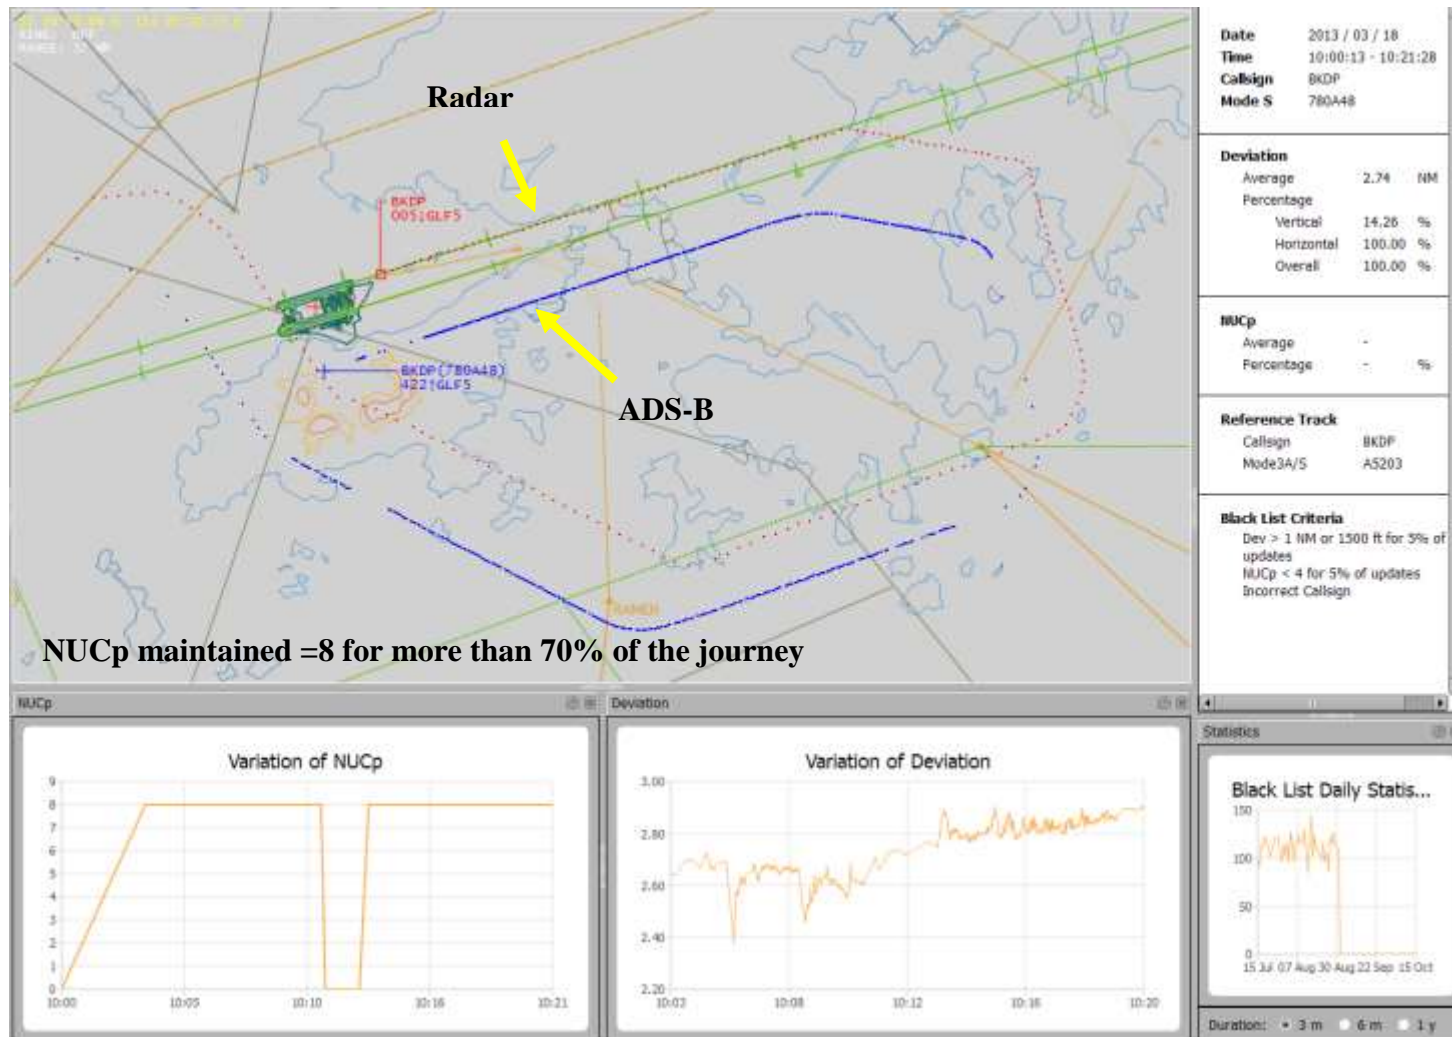 RING: OFF
Radar
BKDP
005↓GLF5
BKDP(780A48)
422↑GLF5
ADS-B
NUCp maintained =8 for more than 70% of the journey
Date 2013 / 03 / 18
Time 10:00:13 - 10:21:28
Callsign BKDP
Mode S 780A48
Deviation
Average 2.74 NM
Percentage
Vertical 14.26 %
Horizontal 100.00 %
Overall 100.00 %
NUCp
Average -
Percentage - %
Reference Track
Callsign BKDP
Mode3A/S A5203
Black List Criteria
Dev > 1 NM or 1500 ft for 5% of
updates
NUCp < 4 for 5% of updates
Incorrect Callsign
NUCp
Variation of NUCp
9
8
7
6
5
4
3
2
1
0
10:00 10:05 10:10 10:16 10:21
Deviation
Variation of Deviation
3.00
2.80
2.60
2.40
2.20
10:03 10:08 10:12 10:16 10:20
Statistics
Black List Daily Statis...
150
100
50
0
15 Jul 07 Aug 30 Aug 22 Sep 15 Oct
Duration: 3 m 6 m 1 y